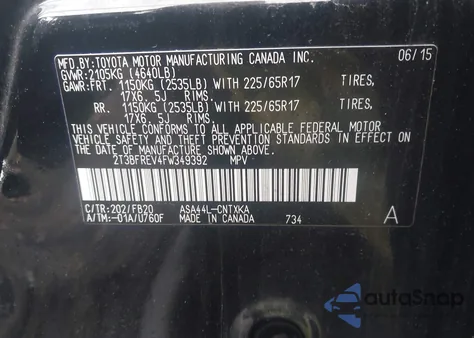 MFD.BY:TOYOTA MOTOR MANUFACTURING CANADA INC. 06/15
GVWR:2105KG (4640LB)
GAWR:FRT. 1150KG (2535LB) WITH 225/65R17 TIRES,
17X6.5J RIMS
RR. 1150KG (2535LB) WITH 225/65R17 TIRES,
17X6.5J RIMS
THIS VEHICLE CONFORMS TO ALL APPLICABLE FEDERAL MOTOR
VEHICLE SAFETY AND THEFT PREVENTION STANDARDS IN EFFECT
ON THE DATE OF MANUFACTURE SHOWN ABOVE.
2T3BFREV4FW349392 MPV
C/TR:202/FB20 ASA44L-CNTXKA
A/TM:-01A/U760F MADE IN CANADA 734 A
autoSnap